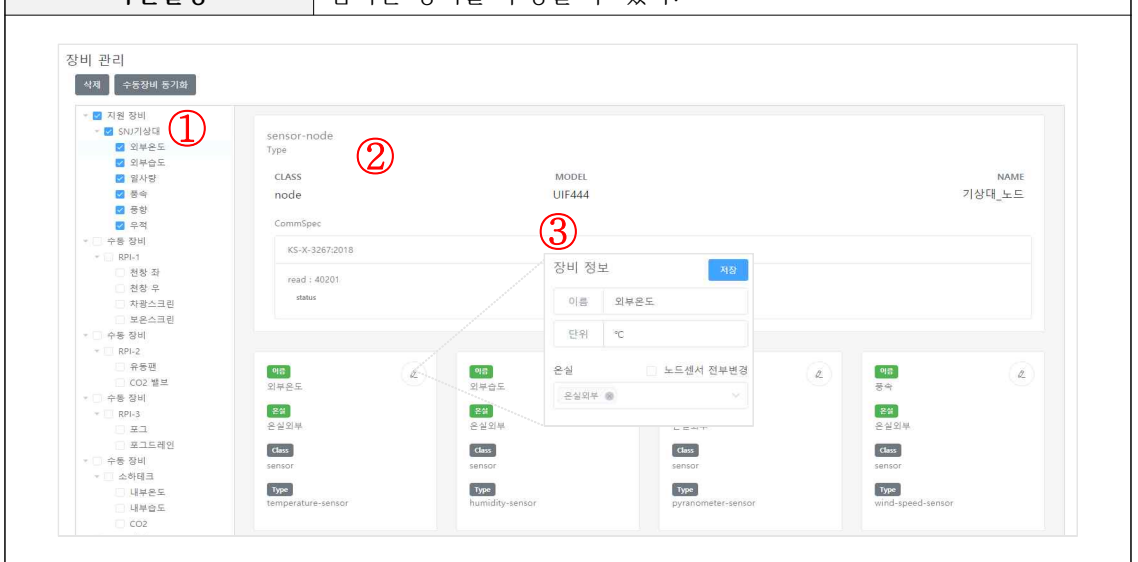 장비 관리
삭제
수동장비 동기화
지원 장비
SNJ기상대
외부온도
외부습도
일사량
풍속
풍향
우적
수동 장비
RPI-1
천창 좌
천창 우
차광스크린
보온스크린
수동 장비
RPI-2
유동팬
CO2 밸브
수동 장비
RPI-3
포그
포그드레인
수동 장비
소하테크
내부온도
내부습도
CO2
①
②
③
sensor-node
Type
CLASS MODEL NAME
node UIF444 기상대_노드
CommSpec
KS-X-3267:2018
read : 40201
status
장비 정보 저장
이름 외부온도
단위 ℃
온실 노드센서 전부변경
온실외부
이름
외부온도
온실
온실외부
Class
sensor
Type
temperature-sensor
이름
외부습도
온실
온실외부
Class
sensor
Type
humidity-sensor
Class
sensor
Type
pyranometer-sensor
이름
풍속
온실
온실외부
Class
sensor
Type
wind-speed-sensor